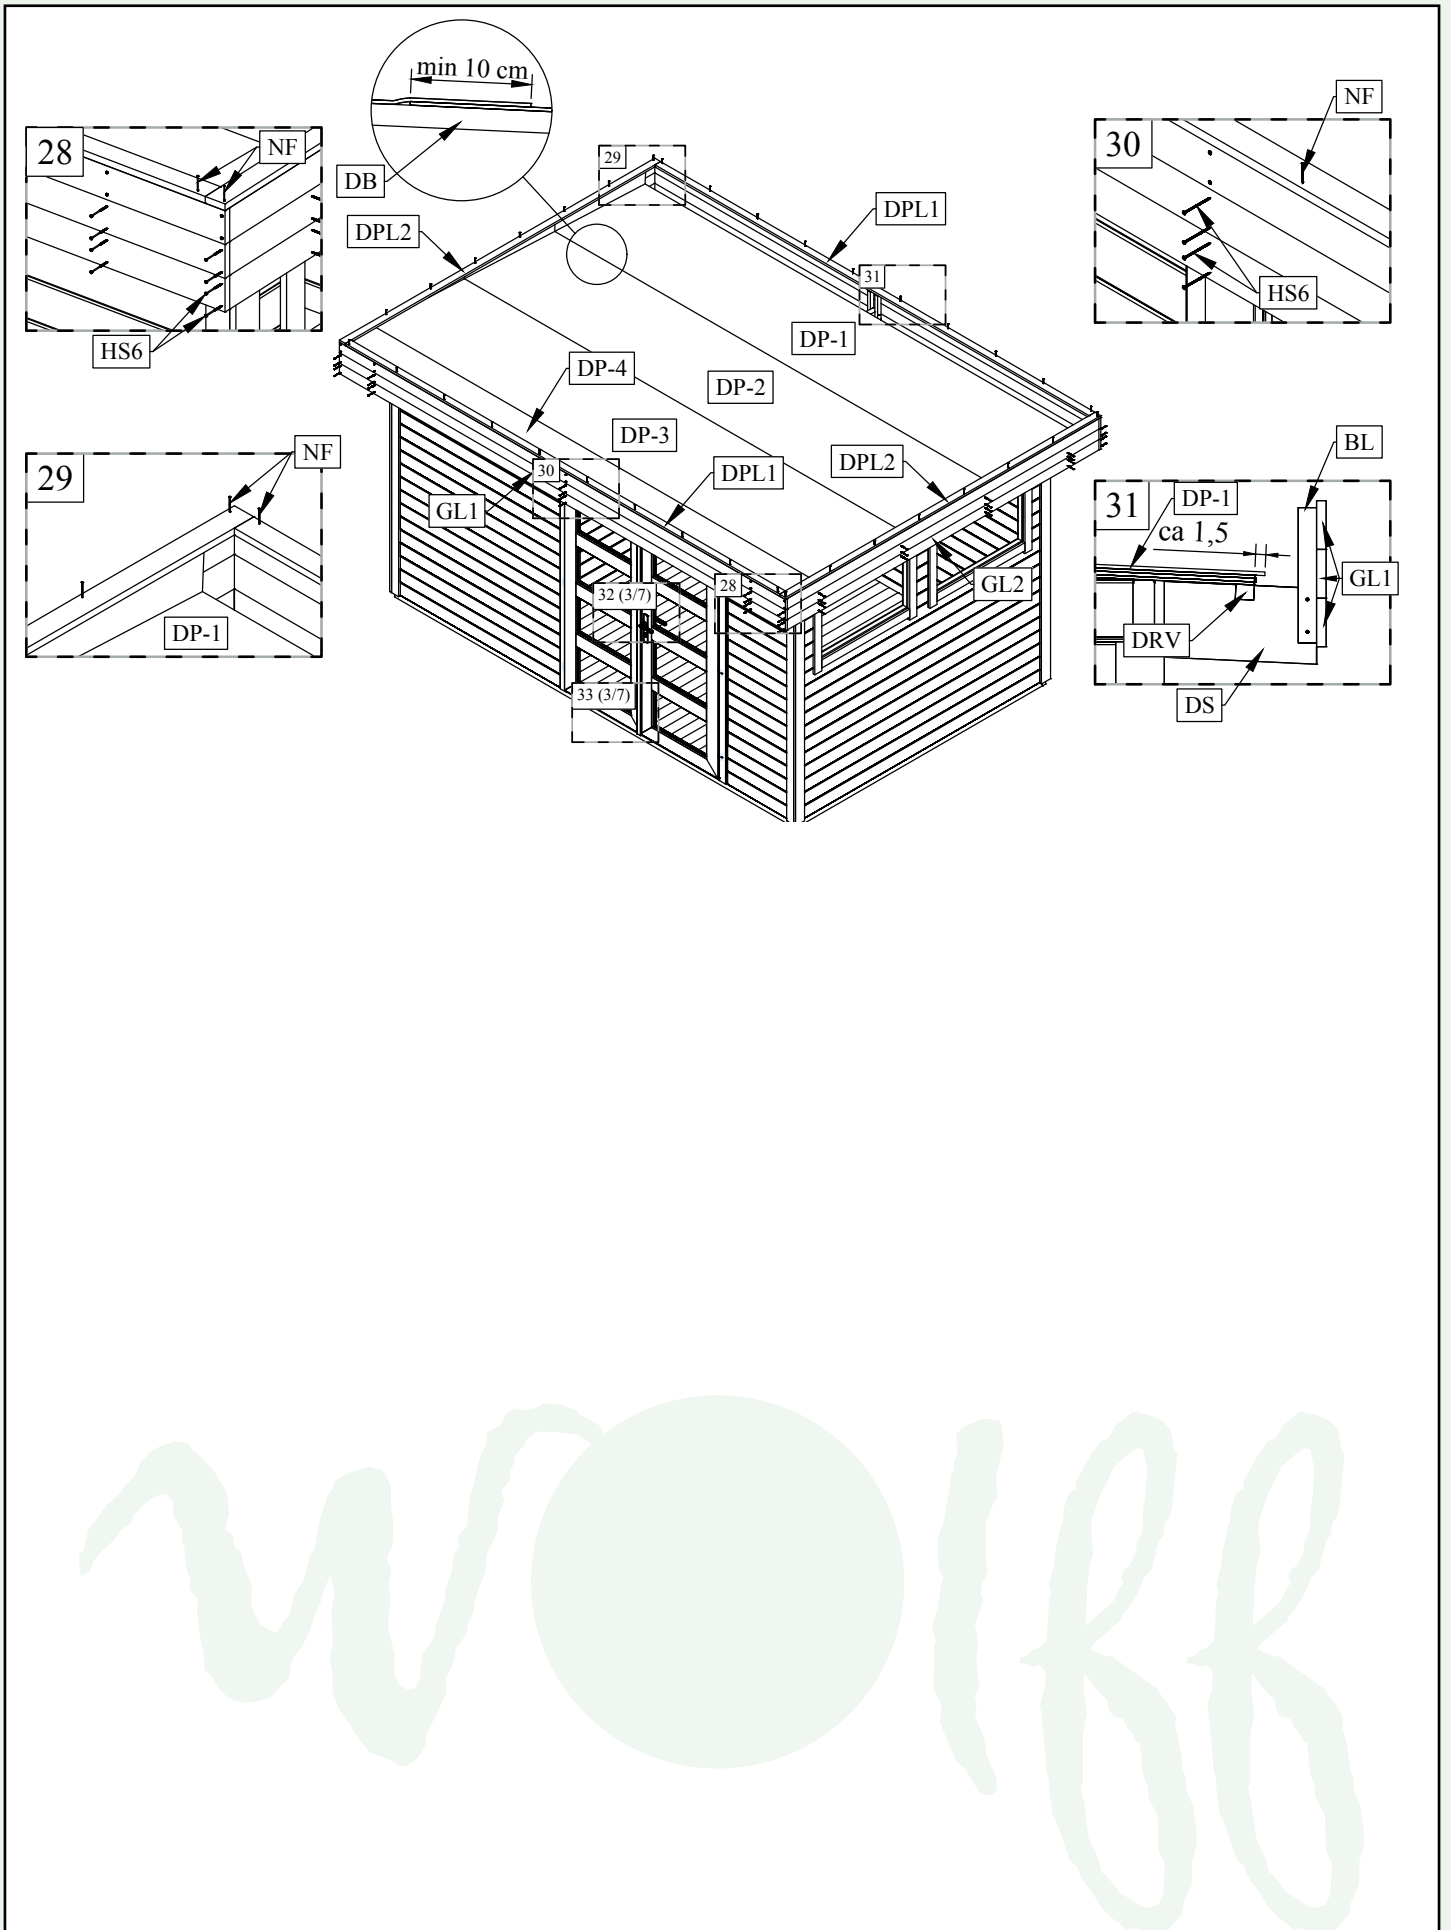 min 10 cm
DB
28
NF
HS6
29
DPL2
DPL1
31
30
NF
HS6
DP-1
DP-2
DP-4
DP-3
DPL1
DPL2
30
GL1
GL2
28
32 (3/7)
33 (3/7)
29
NF
DP-1
31
BL
DP-1
ca 1,5
GL1
DRV
DS
wolff